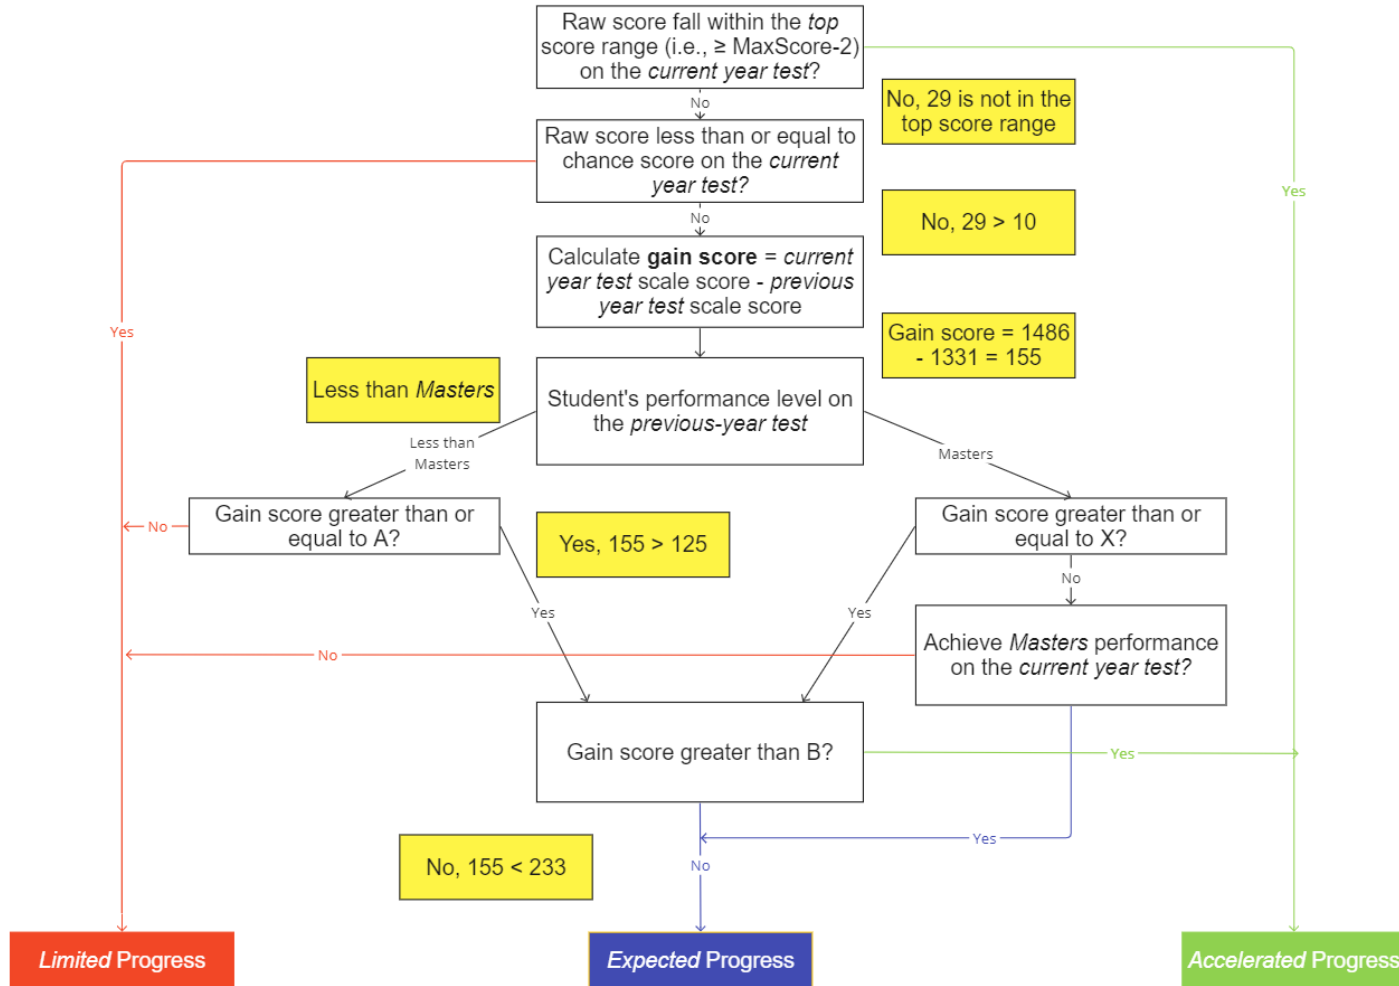 Raw score fall within the top
score range (i.e., ≥ MaxScore-2)
on the current year test?
No
No, 29 is not in the
top score range
Raw score less than or equal to
chance score on the current
year test?
Yes
No
No, 29 > 10
Calculate gain score = current
year test scale score - previous
year test scale score
Yes
Gain score = 1486
- 1331 = 155
Less than Masters
Student's performance level on
the previous-year test
Less than
Masters
Masters
Gain score greater than or
equal to A?
No
Yes, 155 > 125
Gain score greater than or
equal to X?
No
Yes
Yes
Achieve Masters performance
on the current year test?
No
Gain score greater than B?
Yes
Yes
No, 155 < 233
No
Limited Progress
Expected Progress
Accelerated Progress